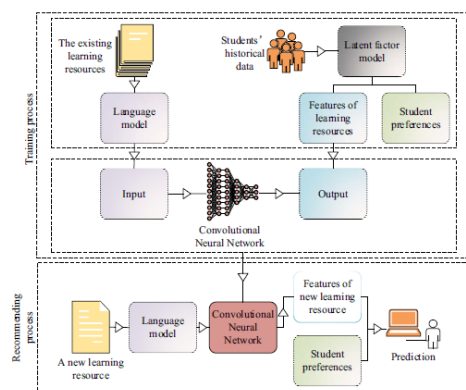 Training process
The existing
learning
resources
Students'
historical
data
Latent factor
model
Language
model
Features of
learning
resources
Student
preferences
Input
Convolutional
Neural Network
Output
Recommending
process
A new learning
resource
Language
model
Convolutional
Neural
Network
Features of
new learning
resource
Student
preferences
Prediction